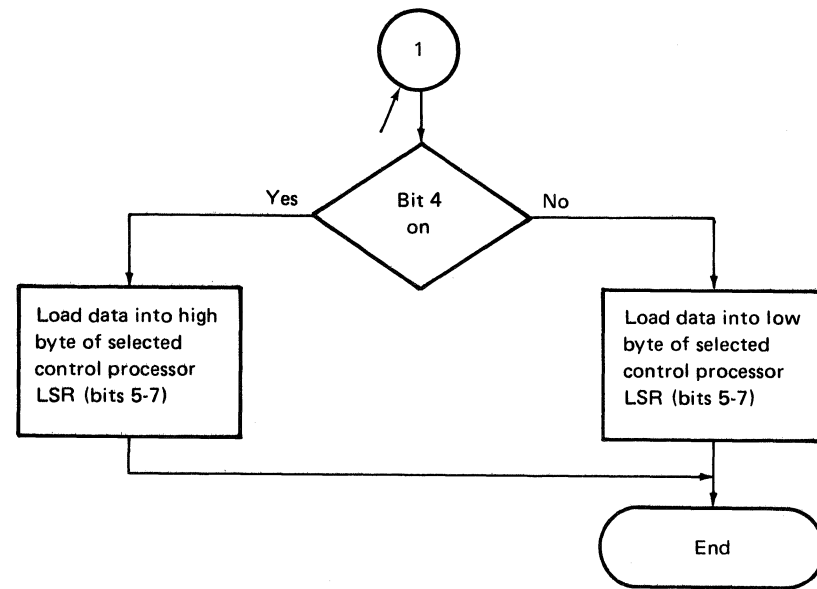 1
Bit 4
on
Yes
No
Load data into high
byte of selected
control processor
LSR (bits 5-7)
Load data into low
byte of selected
control processor
LSR (bits 5-7)
End